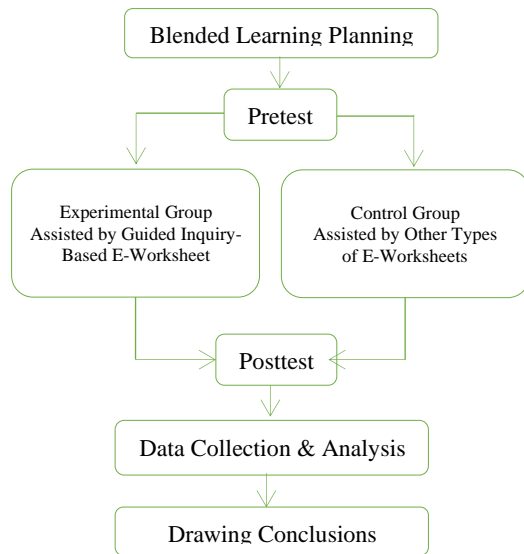 Blended Learning Planning
Pretest
Experimental Group
Assisted by Guided Inquiry-
Based E-Worksheet
Control Group
Assisted by Other Types
of E-Worksheets
Posttest
Data Collection & Analysis
Drawing Conclusions